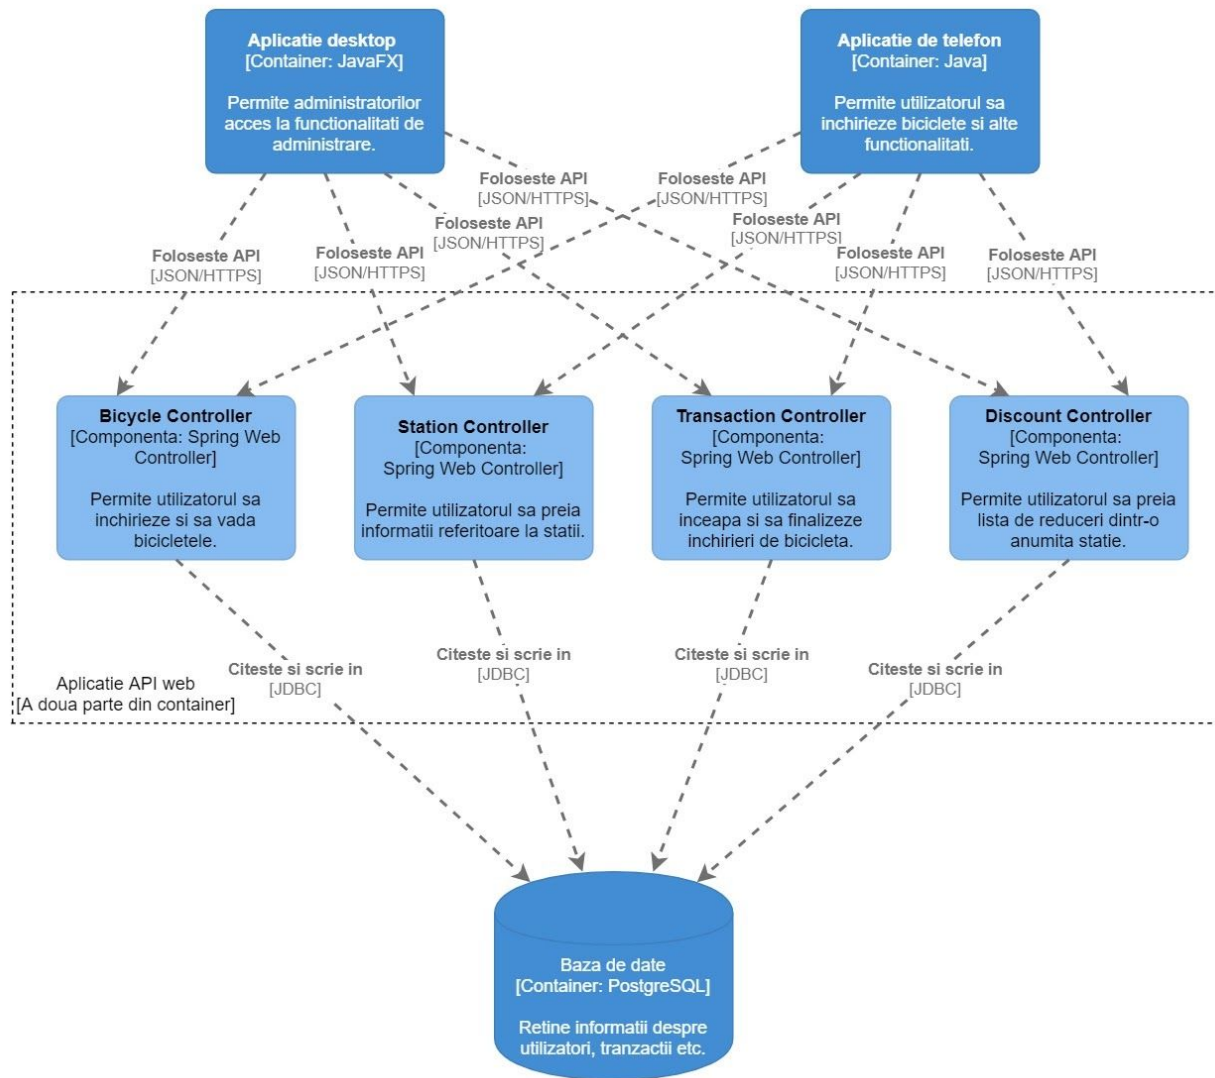 Aplicatie desktop
[Container: JavaFX]
Permite administratorilor
acces la functionalitati de
administrare.
Aplicatie de telefon
[Container: Java]
Permite utilizatorul sa
inchirieze biciclete si alte
functionalitati.
Foloseste API
[JSON/HTTPS]
Foloseste API
[JSON/HTTPS]
Foloseste API
[JSON/HTTPS]
Foloseste API
[JSON/HTTPS]
Foloseste API
[JSON/HTTPS]
Foloseste API
[JSON/HTTPS]
Foloseste API
[JSON/HTTPS]
Foloseste API
[JSON/HTTPS]
Bicycle Controller
[Componenta: Spring Web
Controller]
Permite utilizatorul sa
inchirieze si sa vada
bicicletele.
Station Controller
[Componenta:
Spring Web Controller]
Permite utilizatorul sa preia
informatii referitoare la statii.
Transaction Controller
[Componenta:
Spring Web Controller]
Permite utilizatorul sa
inceapa si sa finalizeze
inchirieri de bicicleta.
Discount Controller
[Componenta:
Spring Web Controller]
Permite utilizatorul sa preia
lista de reduceri dintr-o
anumita statie.
Citeste si scrie in
[JDBC]
Citeste si scrie in
[JDBC]
Citeste si scrie in
[JDBC]
Citeste si scrie in
[JDBC]
Aplicatie API web
[A doua parte din container]
Baza de date
[Container: PostgreSQL]
Retine informatii despre
utilizatori, tranzactii etc.